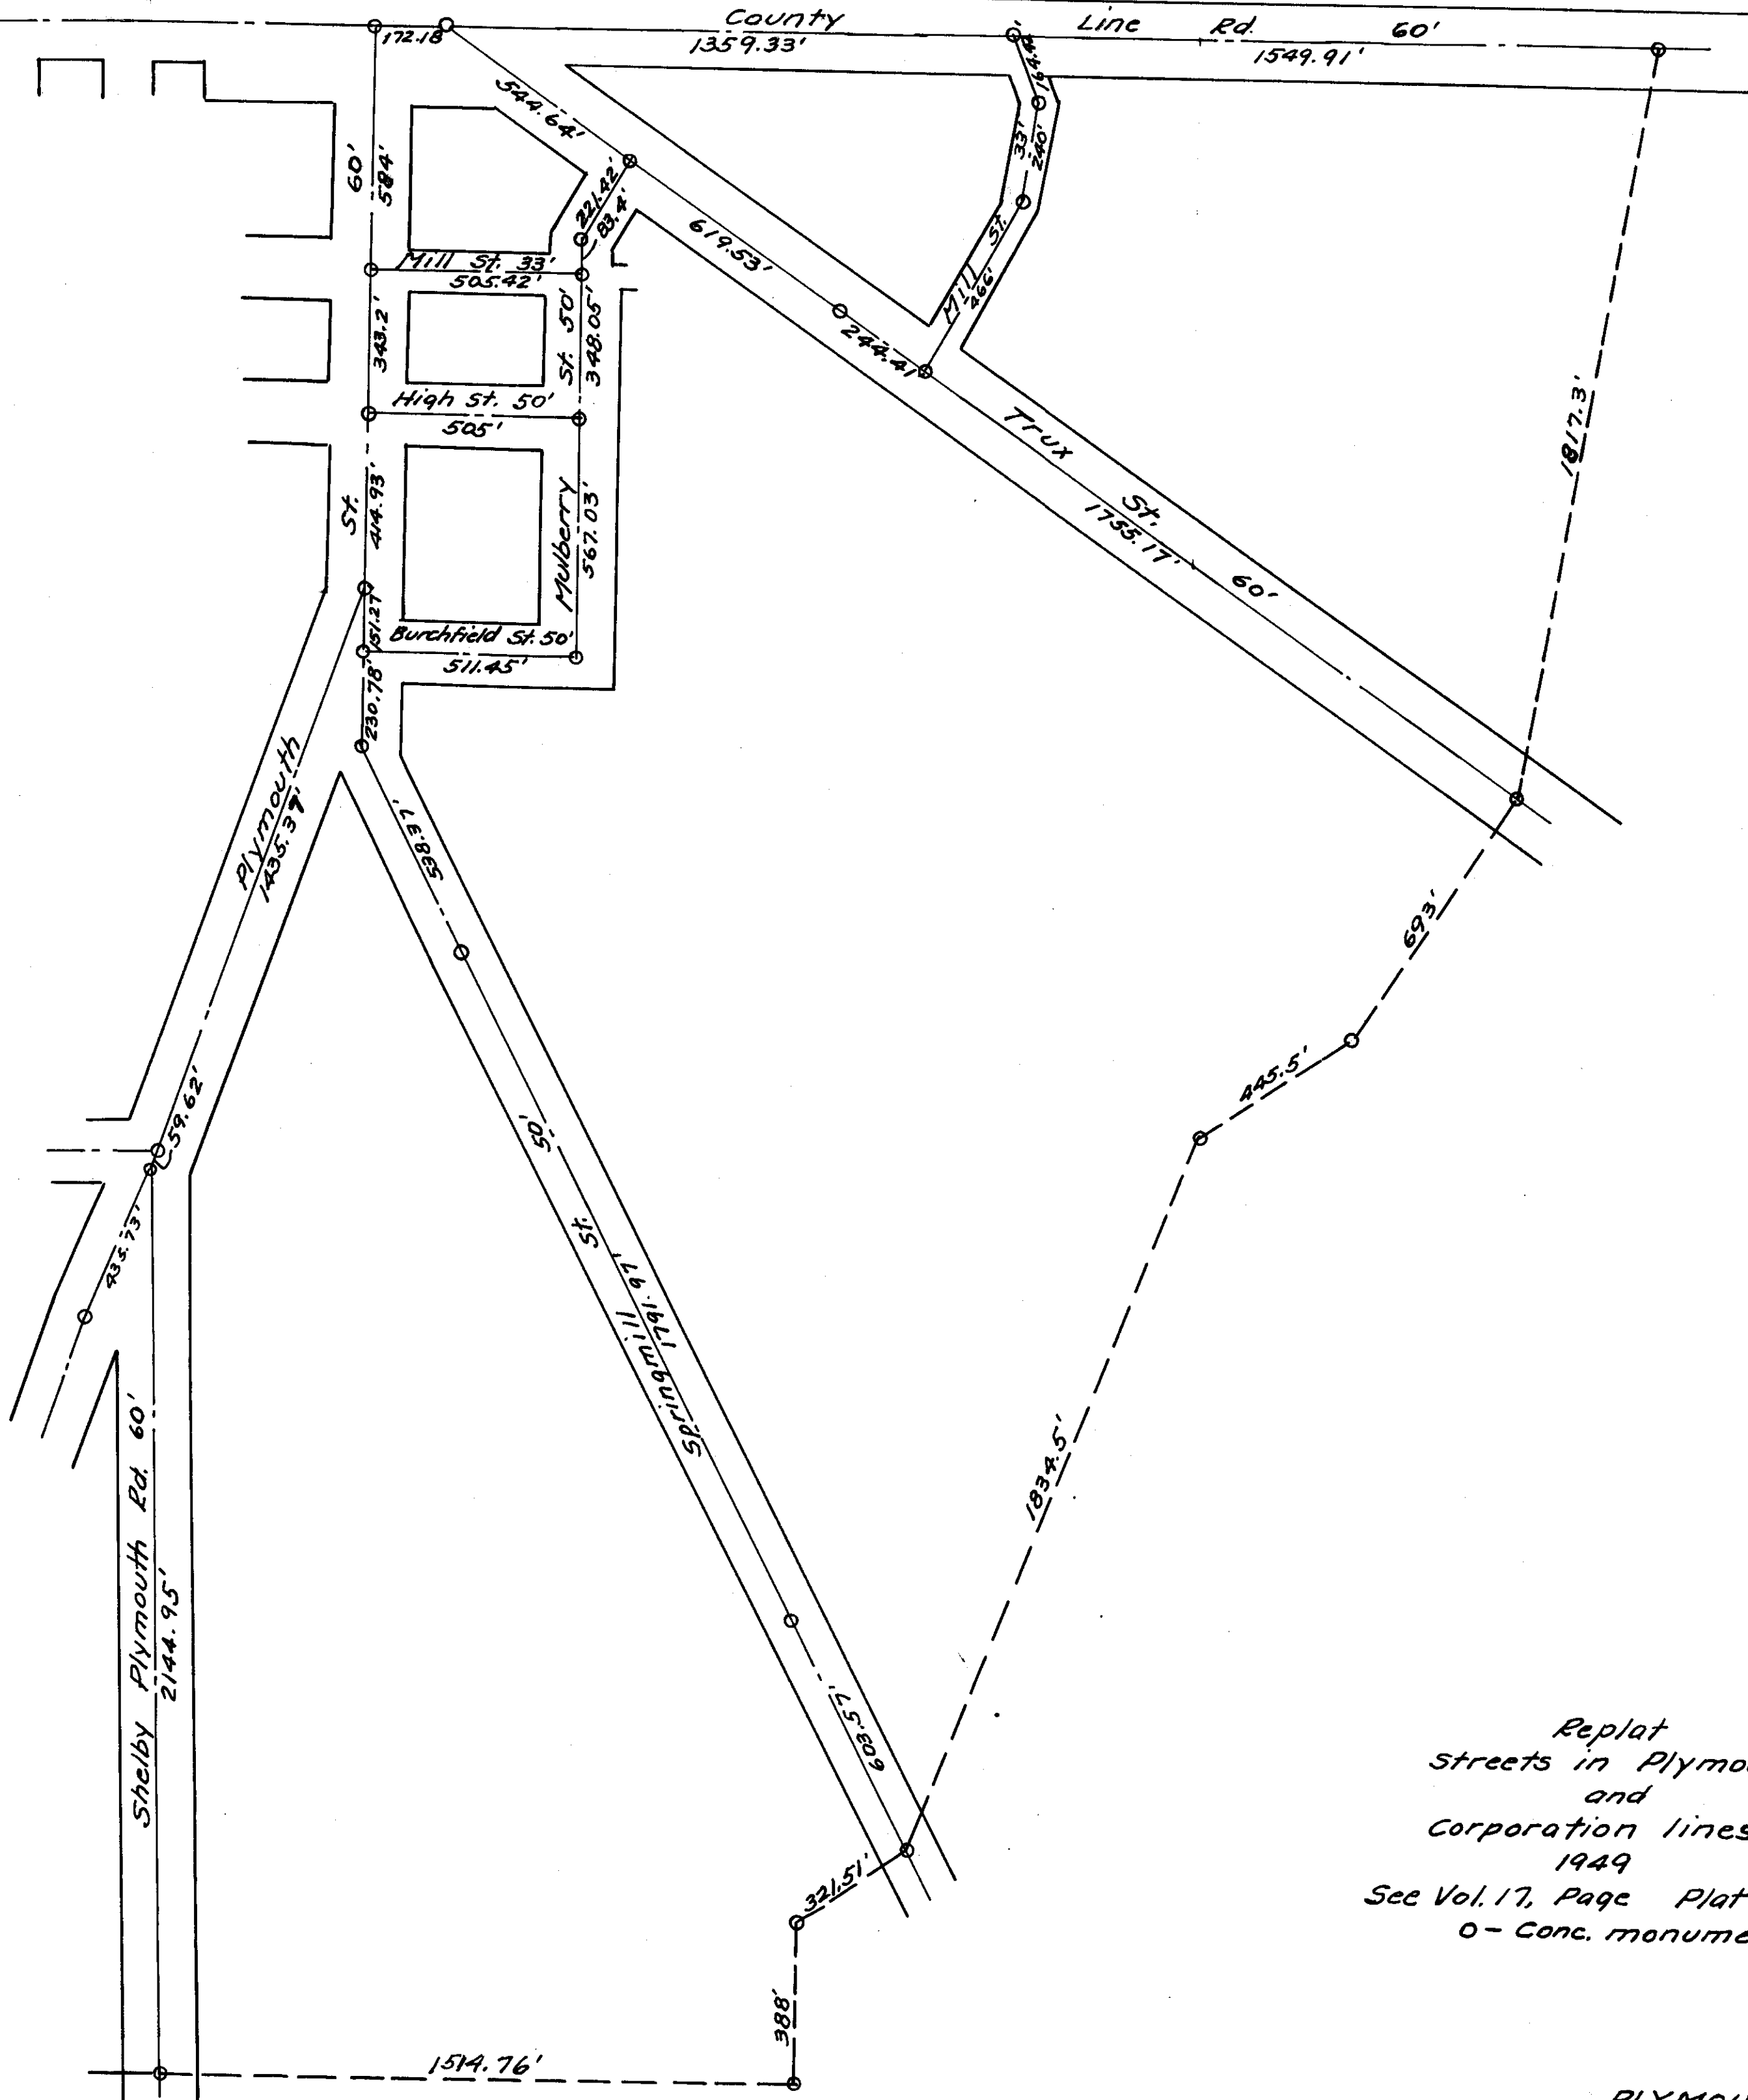 County Line Rd. 60'
172.18
1359.33'
1549.91'
164.4'
544.64'
60'
584'
221.42'
83.4'
33'
240'
619.53'
Mill St. 33'
505.42'
Mill St.
466'
244.41
343.2'
St. 50'
348.05'
High St. 50'
505'
Trux St.
1755.17'
60'
1817.3'
St.
414.93'
Mulberry
567.03'
151.27
Burchfield St. 50'
511.45'
230.78'
Plymouth
538.37'
693'
445.5'
59.62'
435.73'
50'
St.
Springmill
1791.97'
1834.5'
Shelby Plymouth Rd. 60'
2144.95'
603.57'
321.51'
388'
1514.76'
Replat
Streets in Plymo
and
Corporation lines
1949
See Vol. 17, Page Plat
o - Conc. monume